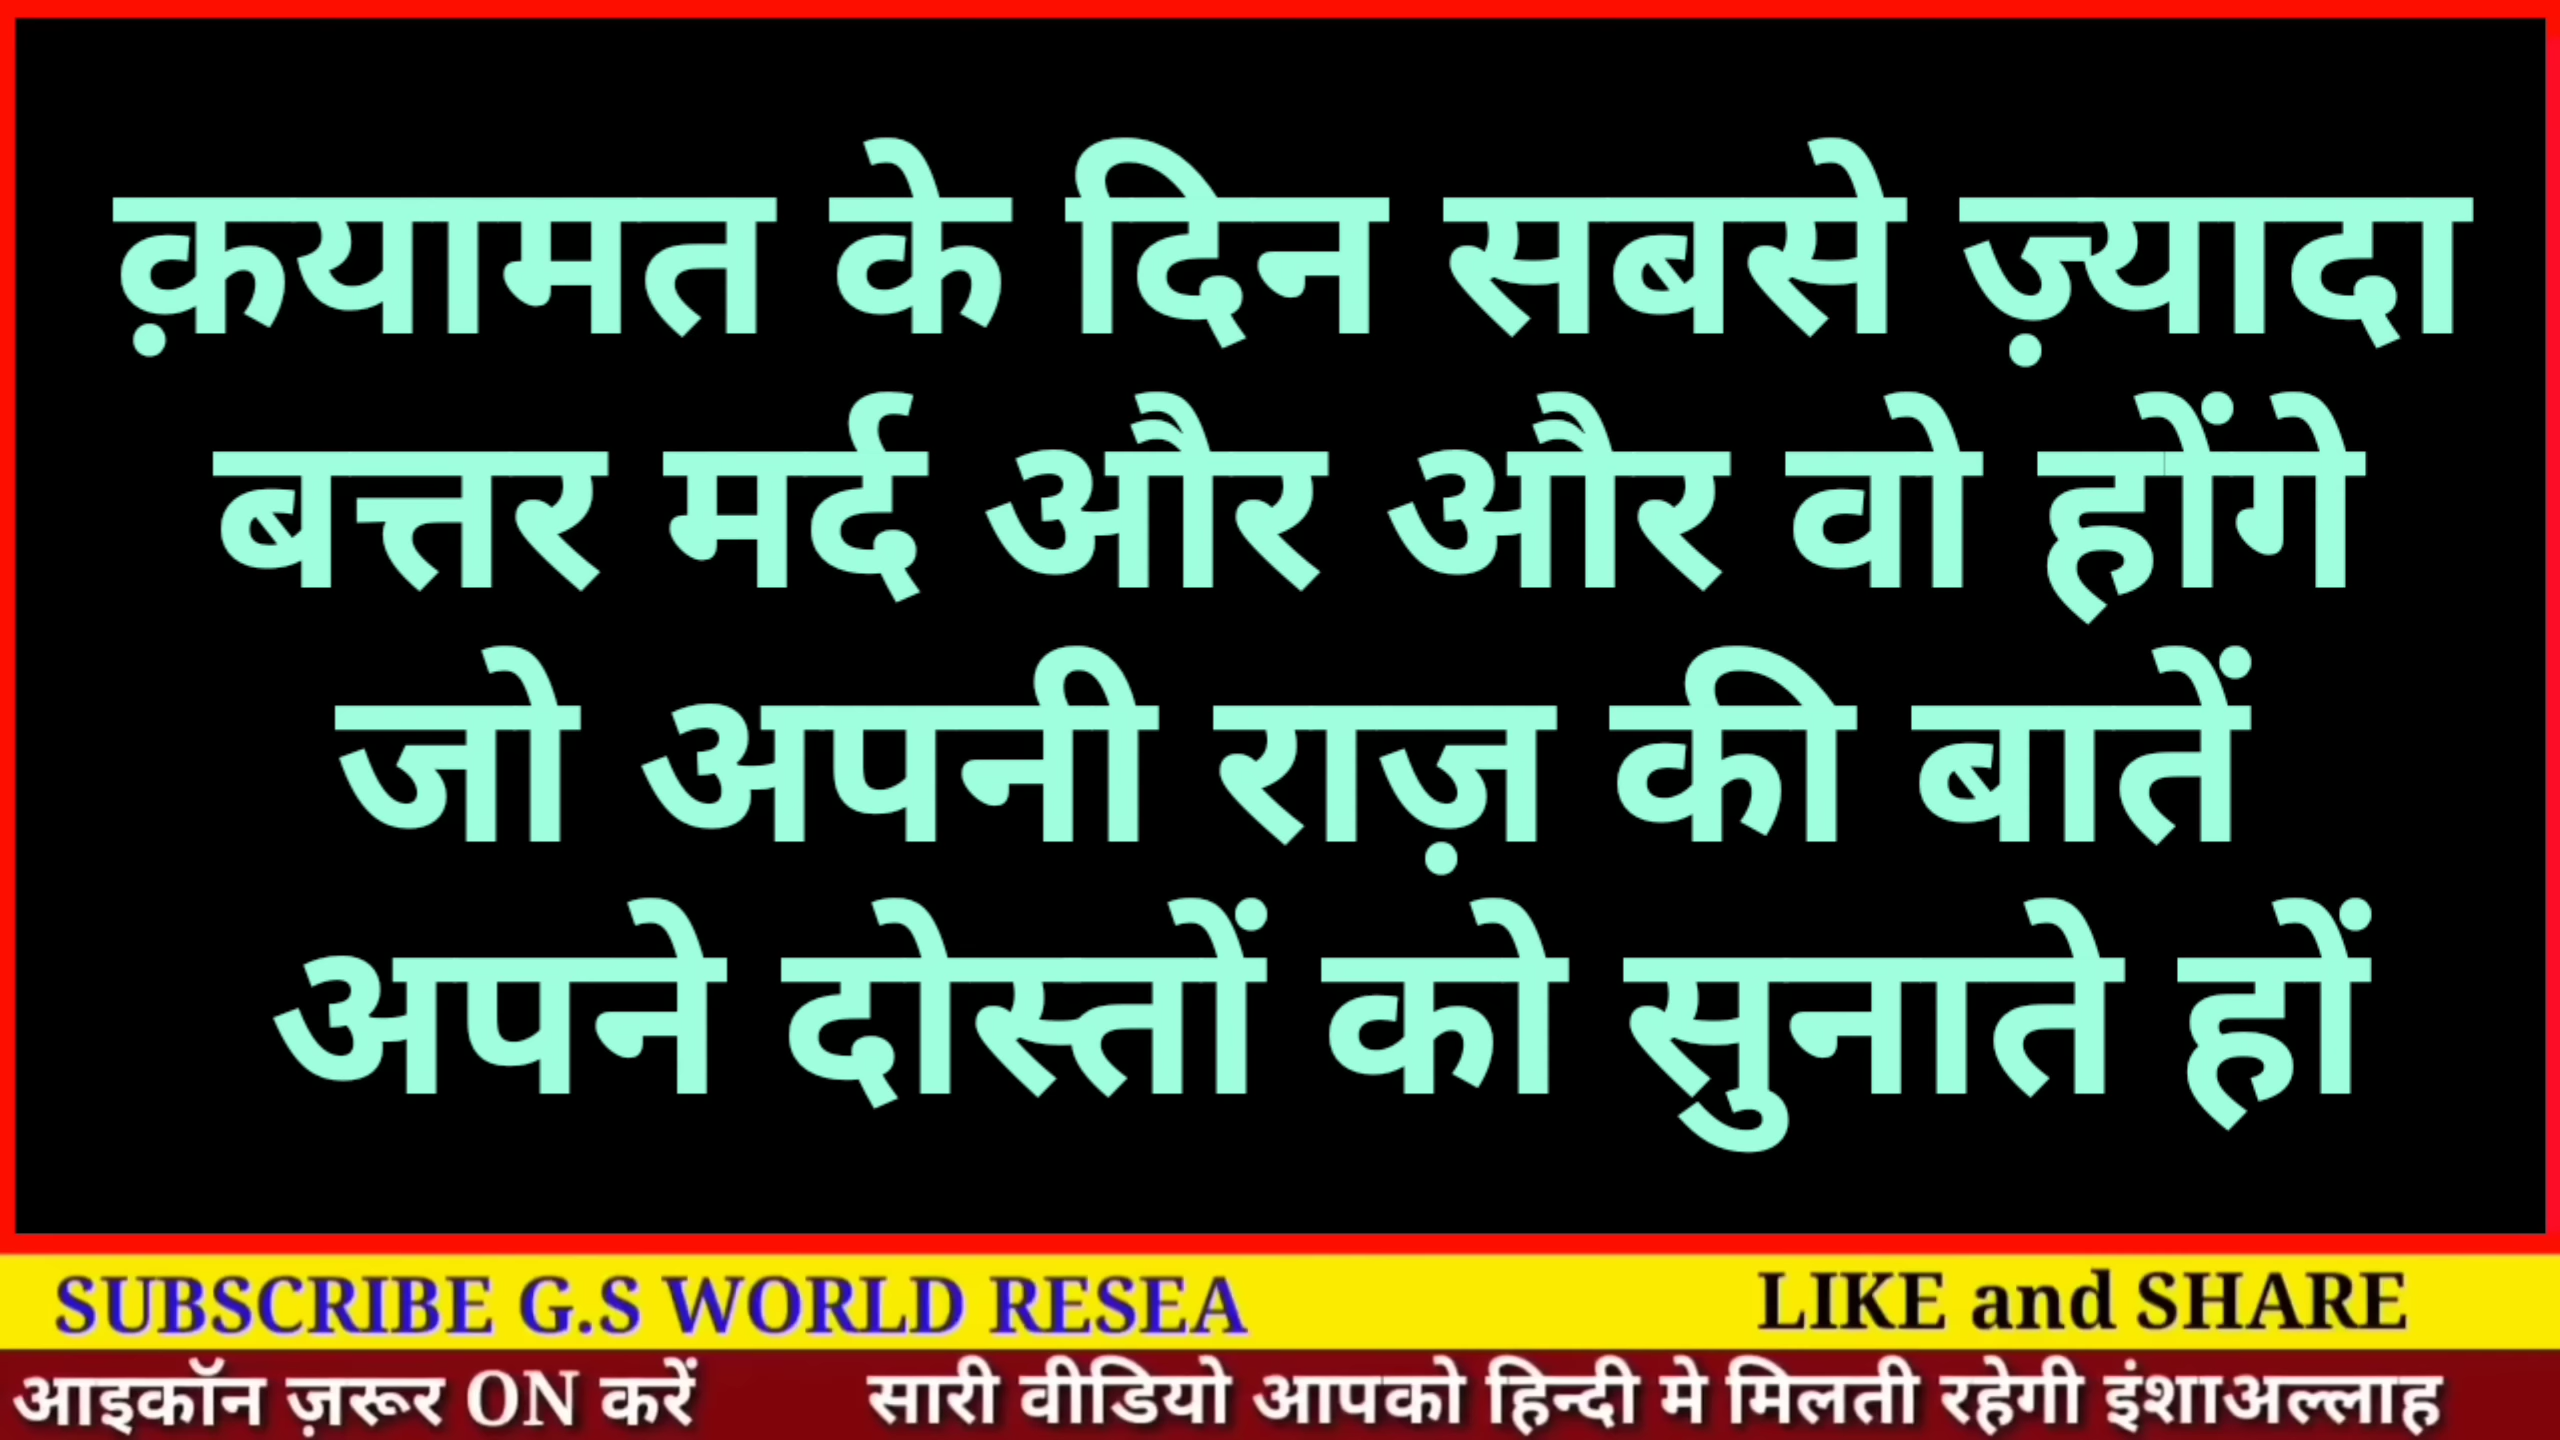 क़यामत के दिन सबसे ज़्यादा
बत्तर मर्द और और वो होंगे
जो अपनी राज़ की बातें
अपने दोस्तों को सुनाते हों
SUBSCRIBE G.S WORLD RESEA LIKE and SHARE
आइकॉन ज़रूर ON करें सारी वीडियो आपको हिन्दी मे मिलती रहेगी इंशाअल्लाह